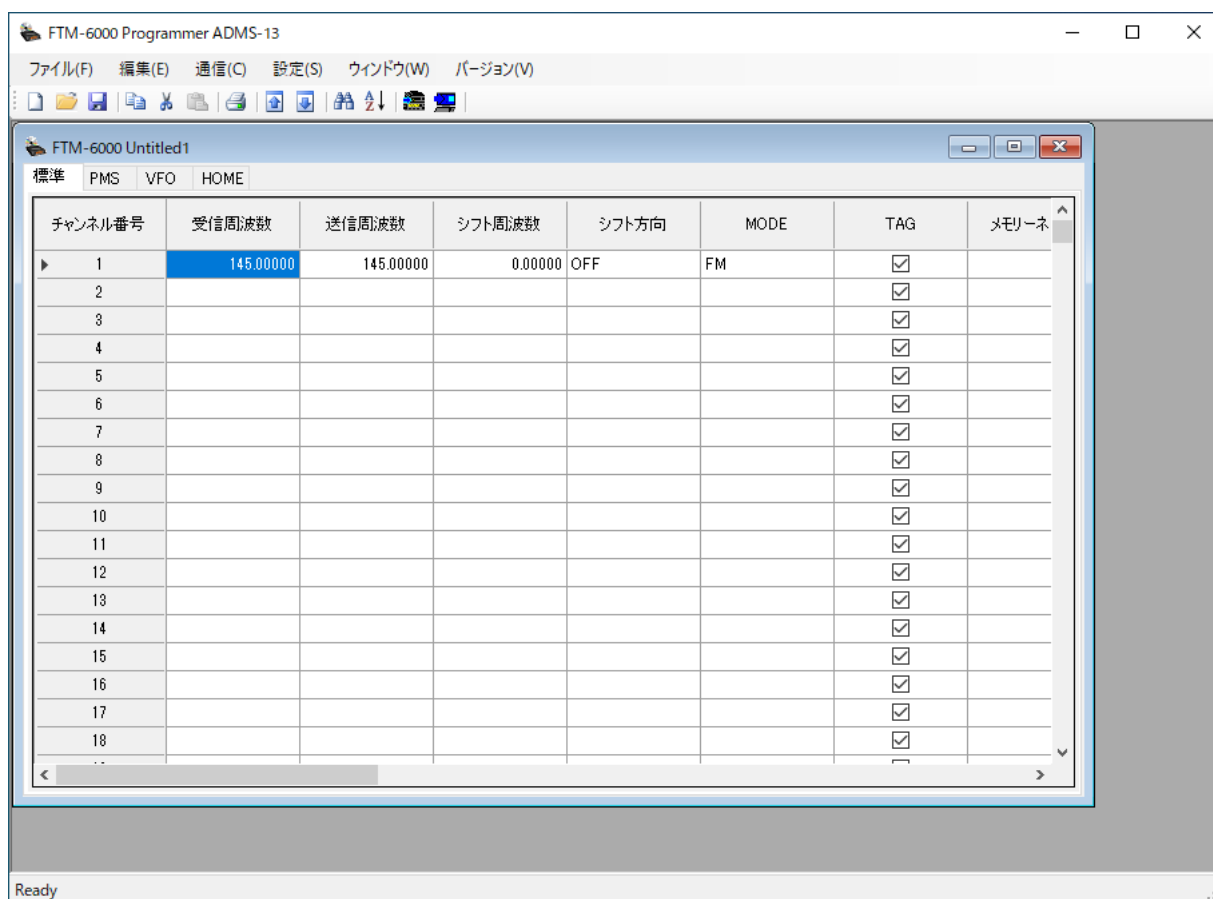 FTM-6000 Programmer ADMS-13
ファイル(F) 編集(E) 通信(C) 設定(S) ウィンドウ(W) バージョン(V)
FTM-6000 Untitled1
標準 PMS VFO HOME
チャンネル番号 受信周波数 送信周波数 シフト周波数 シフト方向 MODE TAG メモリーネ
1 145.00000 145.00000 0.00000 OFF FM
2
3
4
5
6
7
8
9
10
11
12
13
14
15
16
17
18
Ready